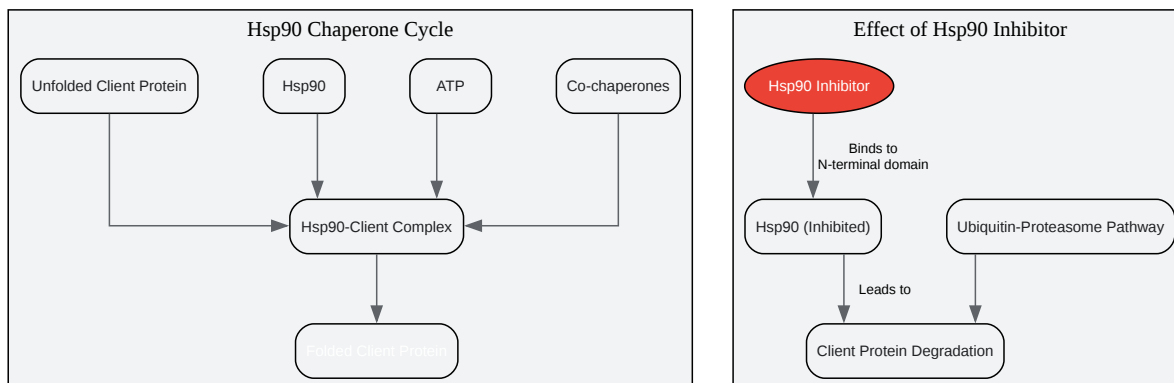 Hsp90 Chaperone Cycle
Unfolded Client Protein
Hsp90
ATP
Co-chaperones
Hsp90-Client Complex
Folded Client Protein
Effect of Hsp90 Inhibitor
Hsp90 Inhibitor
Binds to
N-terminal domain
Hsp90 (Inhibited)
Ubiquitin-Proteasome Pathway
Leads to
Client Protein Degradation